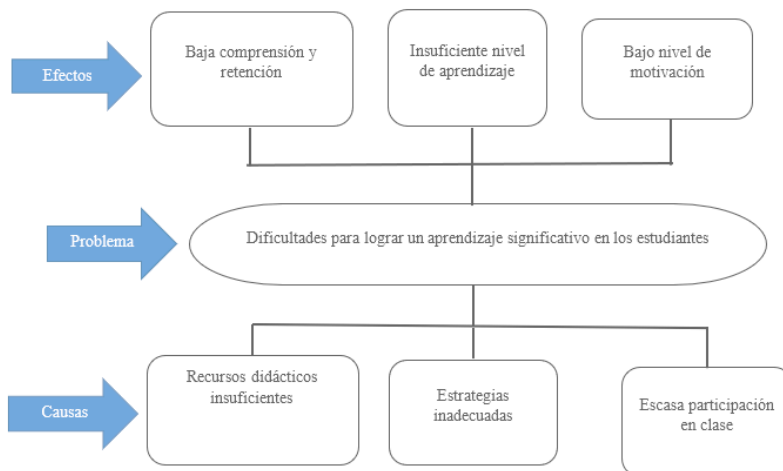 Efectos
Baja comprensión y
retención
Insuficiente nivel
de aprendizaje
Bajo nivel de
motivación
Problema
Dificultades para lograr un aprendizaje significativo en los estudiantes
Causas
Recursos didácticos
insuficientes
Estrategias
inadecuadas
Escasa participación
en clase